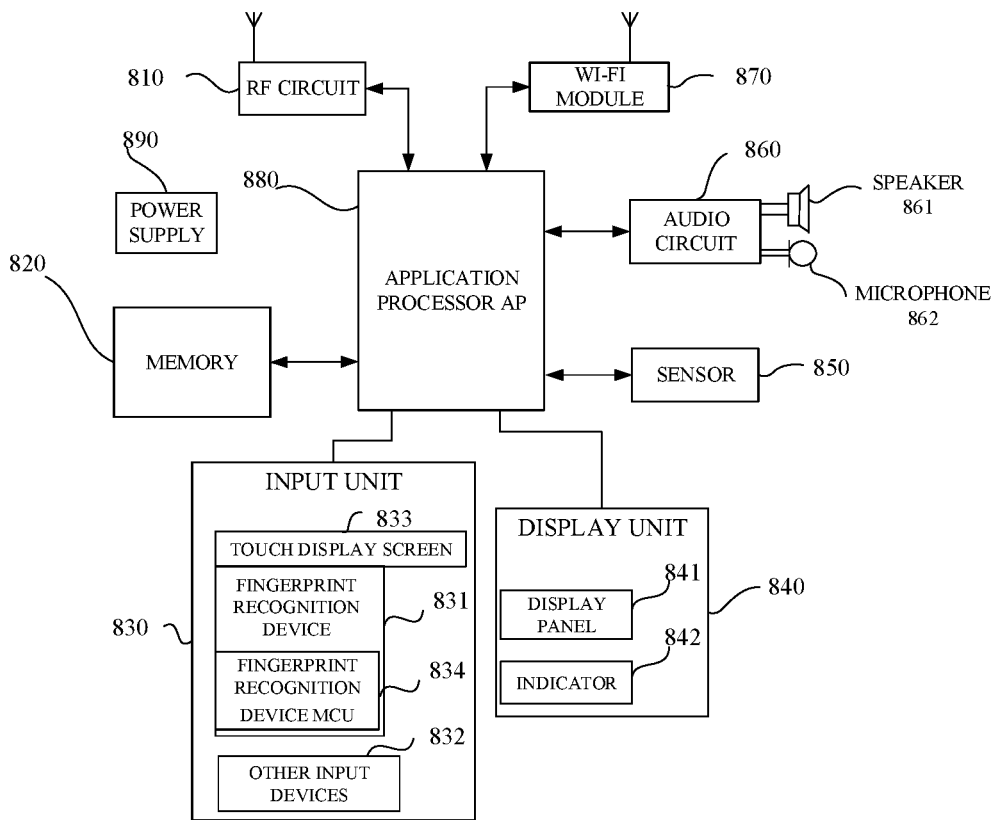 810
RF CIRCUIT
WI-FI
MODULE
870
890
POWER
SUPPLY
880
860
AUDIO
CIRCUIT
SPEAKER
861
MICROPHONE
862
820
MEMORY
APPLICATION
PROCESSOR AP
SENSOR
850
INPUT UNIT
833
TOUCH DISPLAY SCREEN
FINGERPRINT
RECOGNITION
DEVICE
831
830
FINGERPRINT
RECOGNITION
DEVICE MCU
834
832
OTHER INPUT
DEVICES
DISPLAY UNIT
841
DISPLAY
PANEL
840
842
INDICATOR